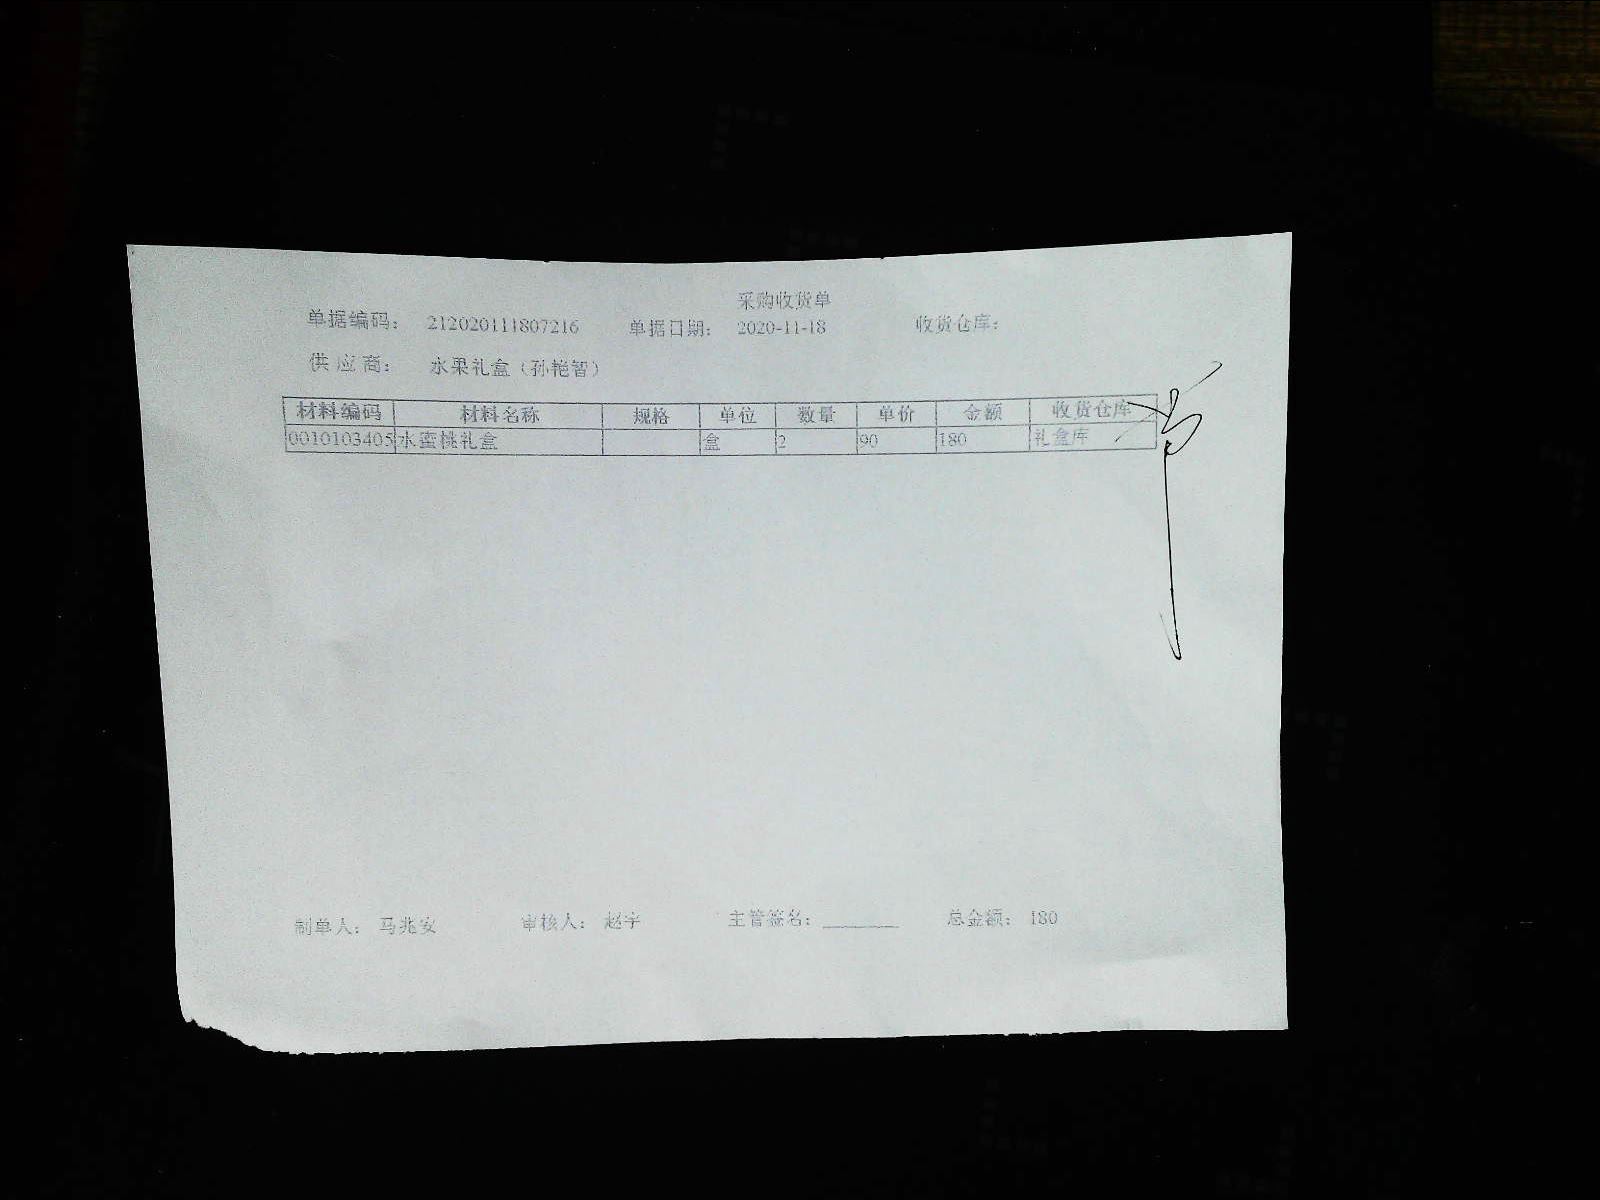 采购收货单
单据编码： 212020111807216 单据日期： 2020-11-18 收货仓库：
供 应 商： 水果礼盒（孙艳智）
材料编码 材料名称 规格 单位 数量 单价 金额 收货仓库
0010103405 水蜜桃礼盒 盒 2 90 180 礼盒库
制单人： 马兆安 审核人： 赵宇 主管签名：________ 总金额： 180